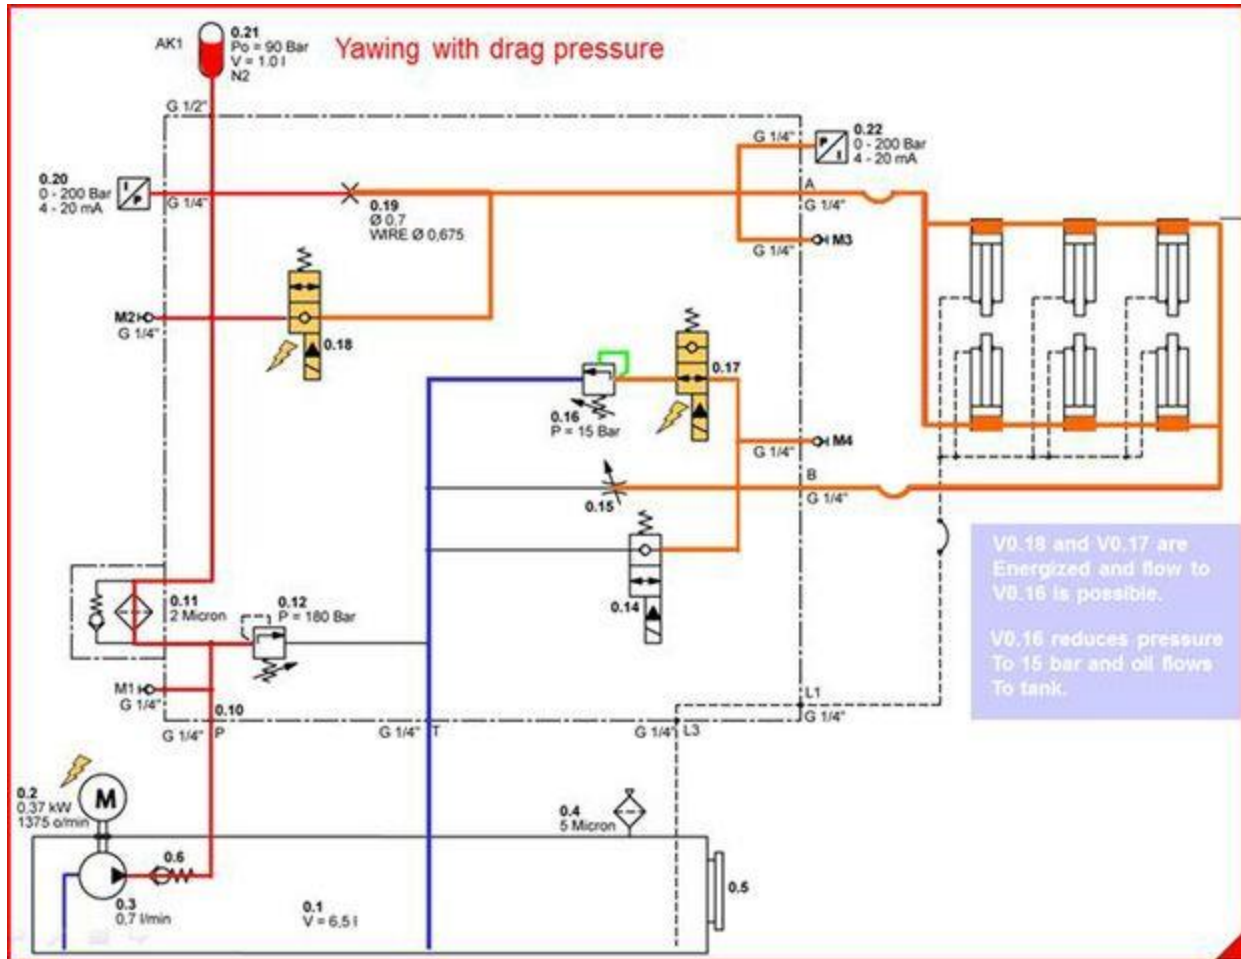 Yawing with drag pressure
AK1
0.21
Po = 90 Bar
V = 1.0 l
N2
G 1/2"
0.20
0 - 200 Bar
4 - 20 mA
I
P
G 1/4"
0.19
Ø 0,7
WIRE Ø 0,675
G 1/4"
P
I
0.22
0 - 200 Bar
4 - 20 mA
A
G 1/4"
G 1/4"
M3
M2
G 1/4"
0.18
0.17
0.16
P = 15 Bar
G 1/4"
M4
B
G 1/4"
0.15
0.14
0.11
2 Micron
0.12
P = 180 Bar
M1
G 1/4"
0.10
G 1/4"
P
G 1/4"
T
G 1/4"
L3
L1
G 1/4"
V0.18 and V0.17 are
Energized and flow to
V0.16 is possible.
V0.16 reduces pressure
To 15 bar and oil flows
To tank.
0.2
0,37 kW
1375 o/min
M
0.6
0.3
0,7 l/min
0.1
V = 6,5 l
0.4
5 Micron
0.5